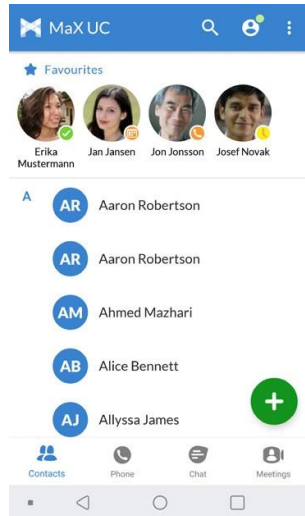 MaX UC
Favourites
Erika
Mustermann
Jan Jansen
Jon Jonsson
Josef Novak
A
AR
Aaron Robertson
AR
Aaron Robertson
AM
Ahmed Mazhari
AB
Alice Bennett
AJ
Allyssa James
Contacts
Phone
Chat
Meetings